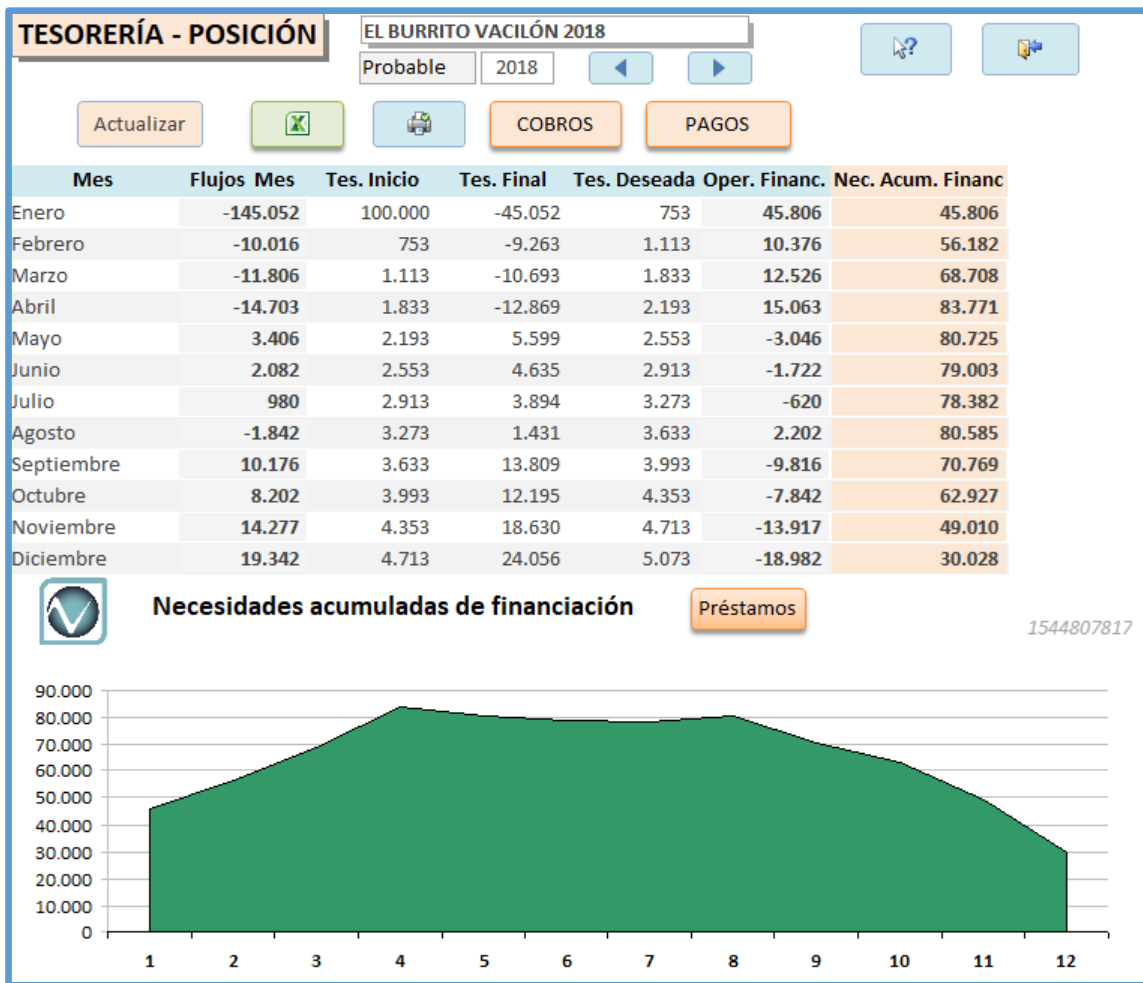 TESORERÍA - POSICIÓN
EL BURRITO VACILÓN 2018
Probable 2018
Actualizar COBROS PAGOS
Mes Flujos Mes Tes. Inicio Tes. Final Tes. Deseada Oper. Financ. Nec. Acum. Financ
Enero -145.052 100.000 -45.052 753 45.806 45.806
Febrero -10.016 753 -9.263 1.113 10.376 56.182
Marzo -11.806 1.113 -10.693 1.833 12.526 68.708
Abril -14.703 1.833 -12.869 2.193 15.063 83.771
Mayo 3.406 2.193 5.599 2.553 -3.046 80.725
Junio 2.082 2.553 4.635 2.913 -1.722 79.003
Julio 980 2.913 3.894 3.273 -620 78.382
Agosto -1.842 3.273 1.431 3.633 2.202 80.585
Septiembre 10.176 3.633 13.809 3.993 -9.816 70.769
Octubre 8.202 3.993 12.195 4.353 -7.842 62.927
Noviembre 14.277 4.353 18.630 4.713 -13.917 49.010
Diciembre 19.342 4.713 24.056 5.073 -18.982 30.028
Necesidades acumuladas de financiación Préstamos
1544807817
90.000
80.000
70.000
60.000
50.000
40.000
30.000
20.000
10.000
0
1 2 3 4 5 6 7 8 9 10 11 12